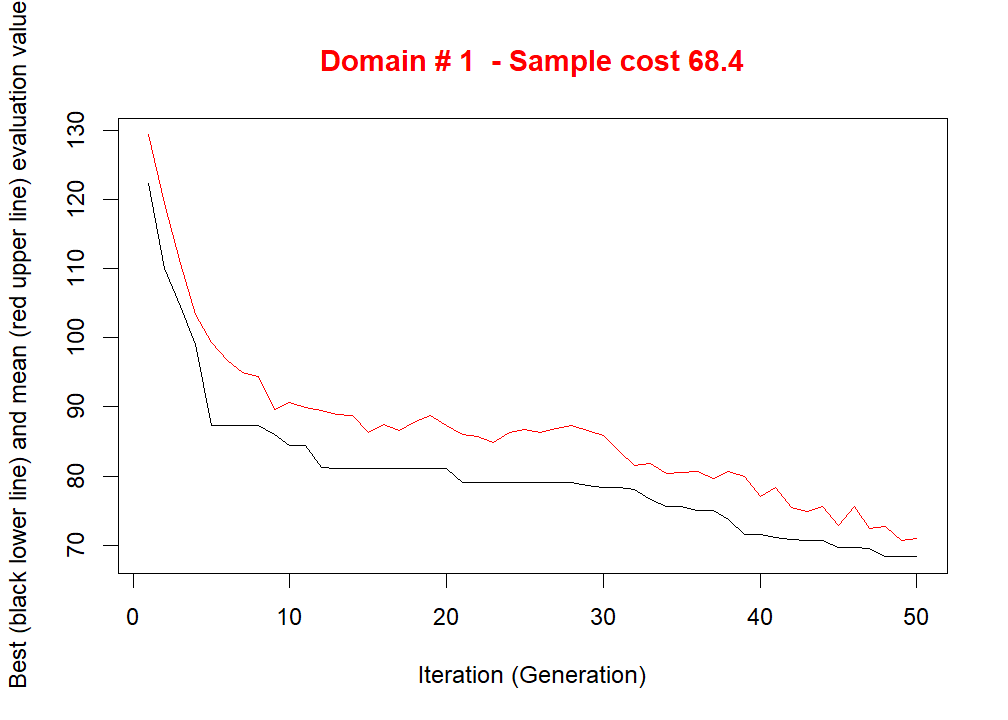 Domain # 1  - Sample cost 68.4
Best (black lower line) and mean (red upper line) evaluation value
130
120
110
100
90
80
70
0 10 20 30 40 50
Iteration (Generation)